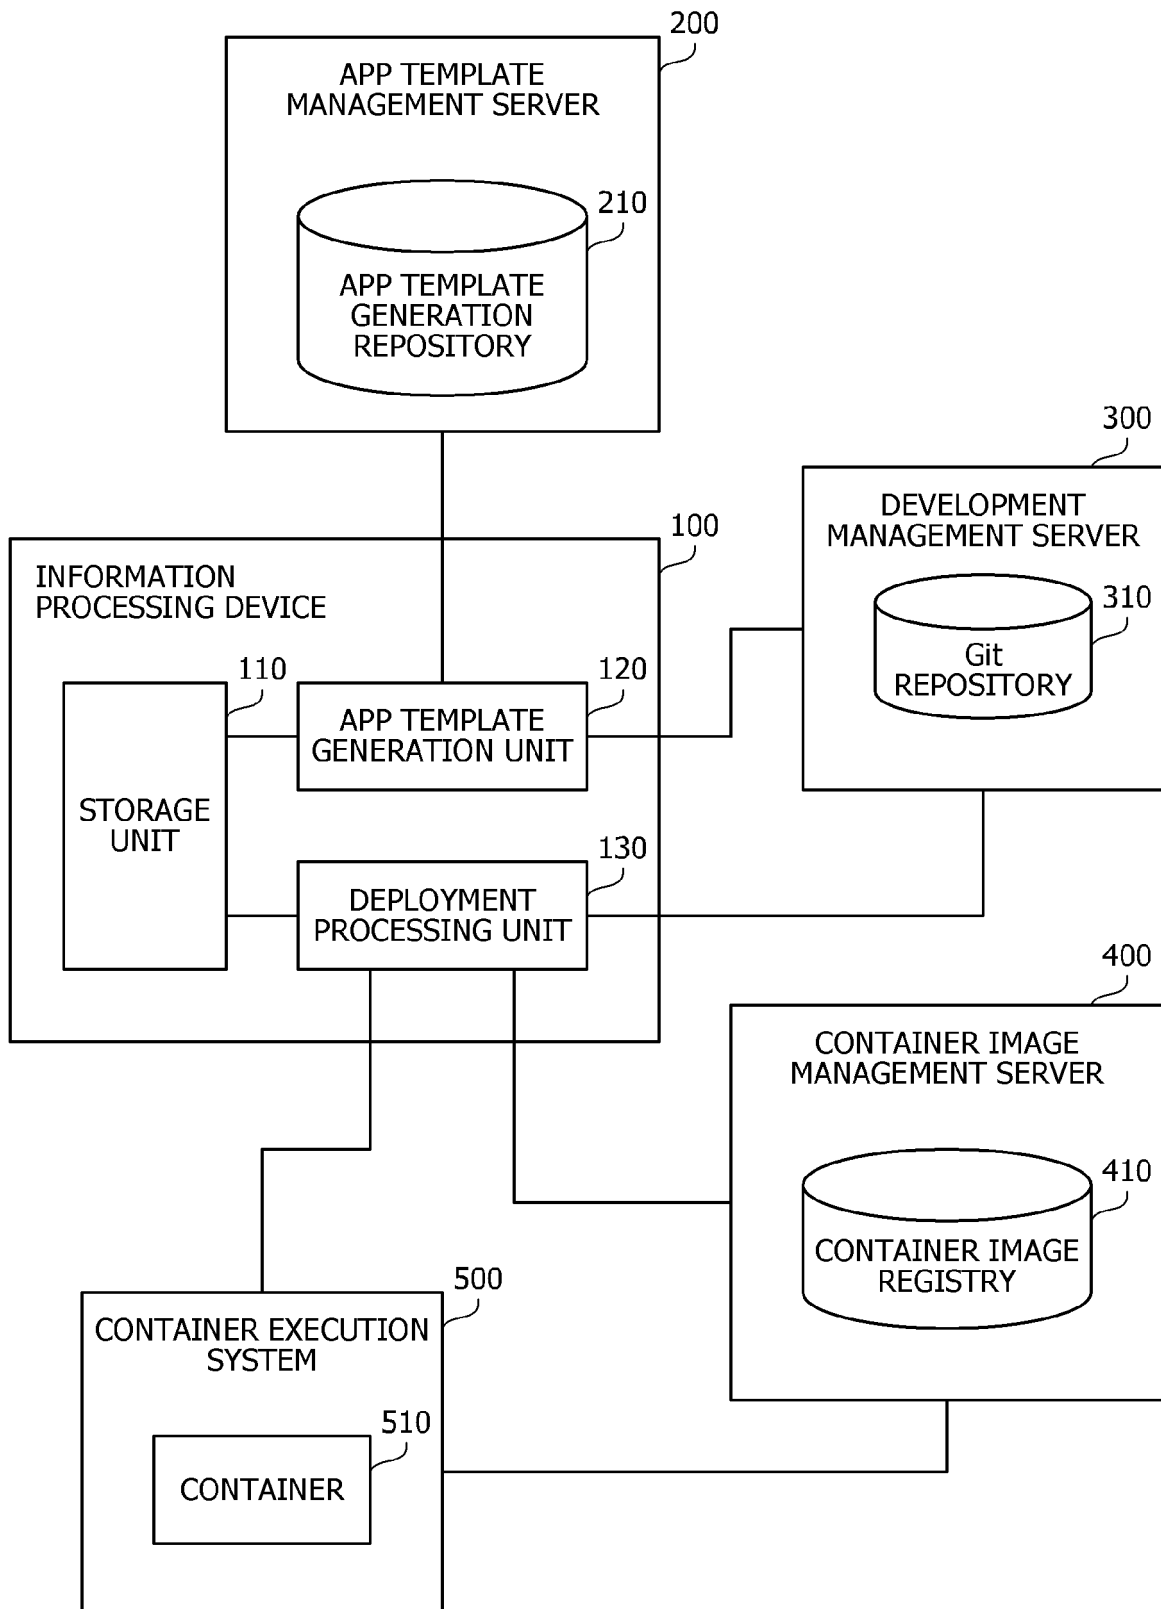 200
APP TEMPLATE
MANAGEMENT SERVER
210
APP TEMPLATE
GENERATION
REPOSITORY
300
DEVELOPMENT
MANAGEMENT SERVER
310
Git
REPOSITORY
100
INFORMATION
PROCESSING DEVICE
110
STORAGE
UNIT
120
APP TEMPLATE
GENERATION UNIT
130
DEPLOYMENT
PROCESSING UNIT
400
CONTAINER IMAGE
MANAGEMENT SERVER
410
CONTAINER IMAGE
REGISTRY
500
CONTAINER EXECUTION
SYSTEM
510
CONTAINER